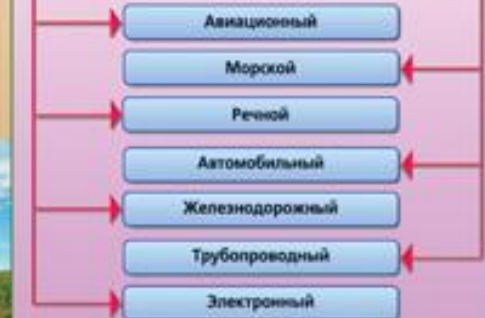 Авиационный
Морской
Речной
Автомобильный
Железнодорожный
Трубопроводный
Электронный